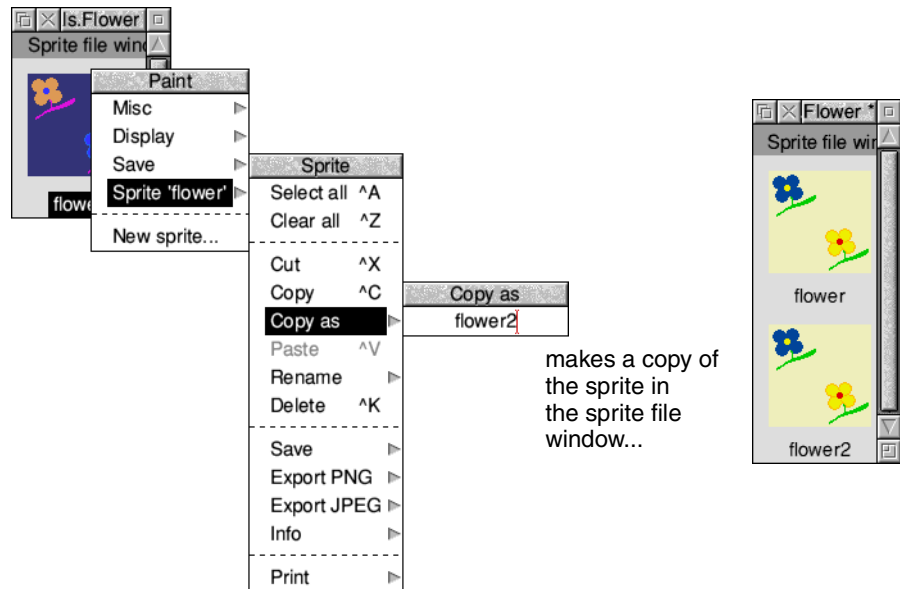 ls.Flower
Sprite file wind
flowe
Paint
Misc
Display
Save
Sprite 'flower'
New sprite...
Sprite
Select all ^A
Clear all ^Z
Cut ^X
Copy ^C
Copy as
Paste ^V
Rename
Delete ^K
Save
Export PNG
Export JPEG
Info
Print
Copy as
flower2
makes a copy of
the sprite in
the sprite file
window...
.Flower *
Sprite file win
flower
flower2